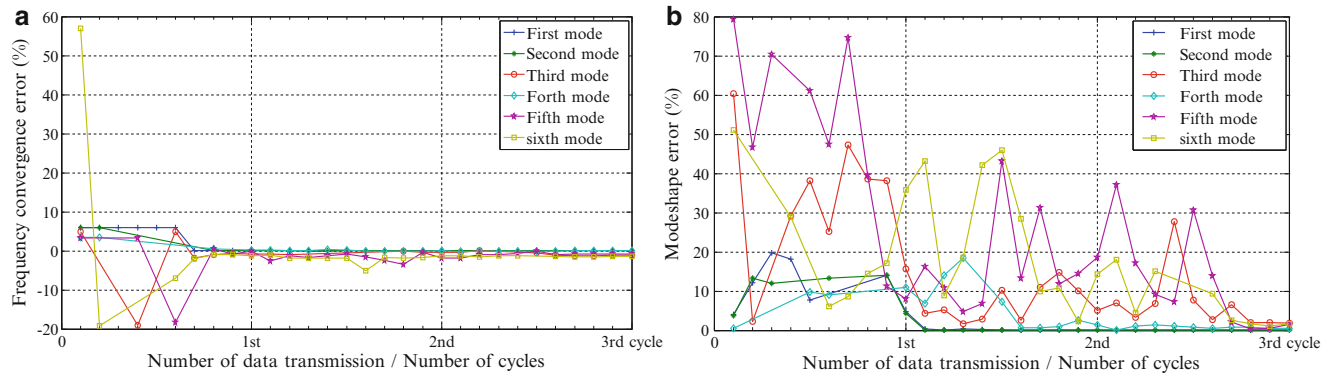 a
60
50
40
30
20
10
0
-10
-20
Frequency convergence error (%)
First mode
Second mode
Third mode
Forth mode
Fifth mode
sixth mode
0
1st
2nd
3rd cycle
Number of data transmission / Number of cycles
b
80
70
60
50
40
30
20
10
0
Modeshape error (%)
First mode
Second mode
Third mode
Forth mode
Fifth mode
sixth mode
0
1st
2nd
3rd cycle
Number of data transmission / Number of cycles